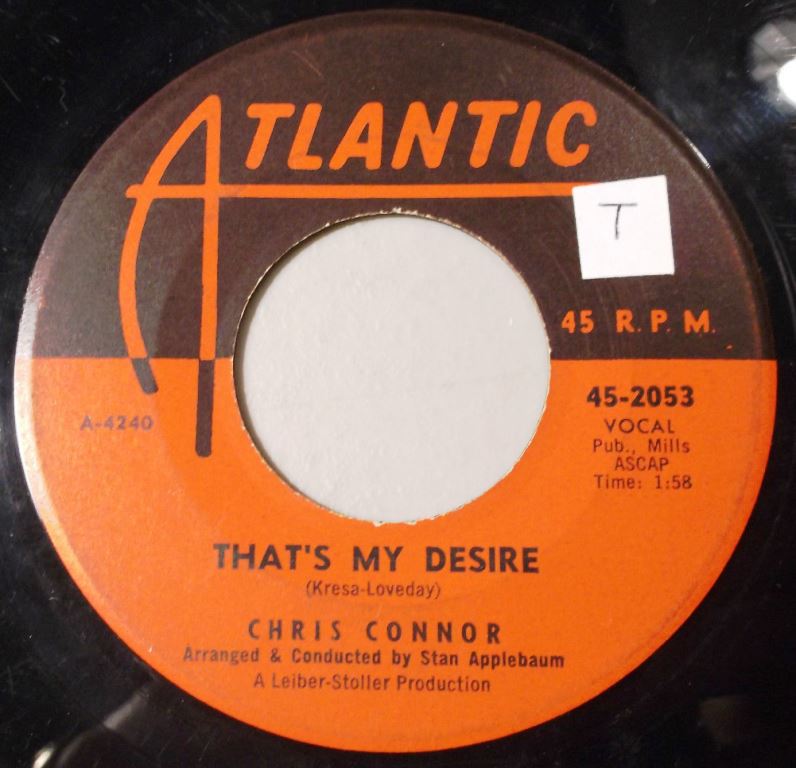 ATLANTIC
T
45 R.P.M.
A-4240
45-2053
VOCAL
Pub., Mills
ASCAP
Time: 1:58
THAT'S MY DESIRE
(Kresa-Loveday)
CHRIS CONNOR
Arranged & Conducted by Stan Applebaum
A Leiber-Stoller Production